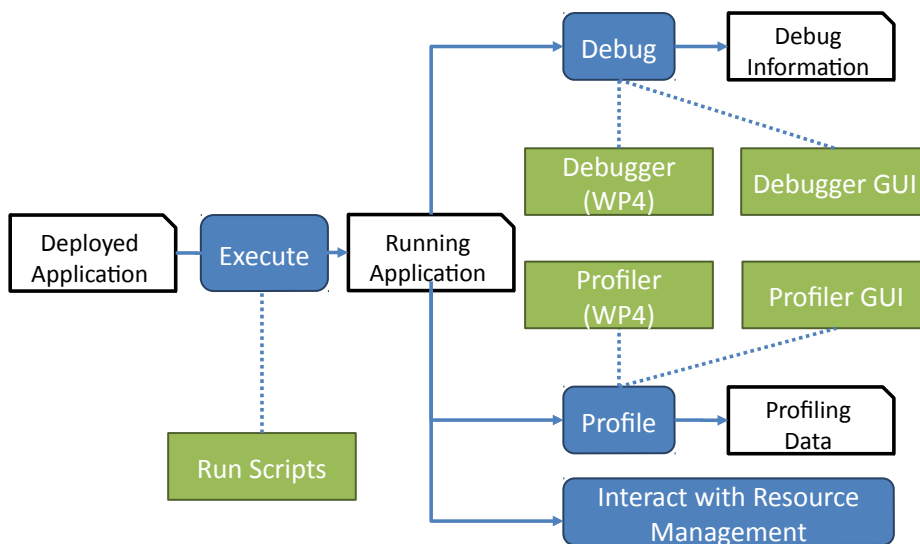 Debug
Debug
Information
Debugger
(WP4)
Debugger GUI
Deployed
Application
Execute
Running
Application
Profiler
(WP4)
Profiler GUI
Profile
Profiling
Data
Run Scripts
Interact with Resource
Management